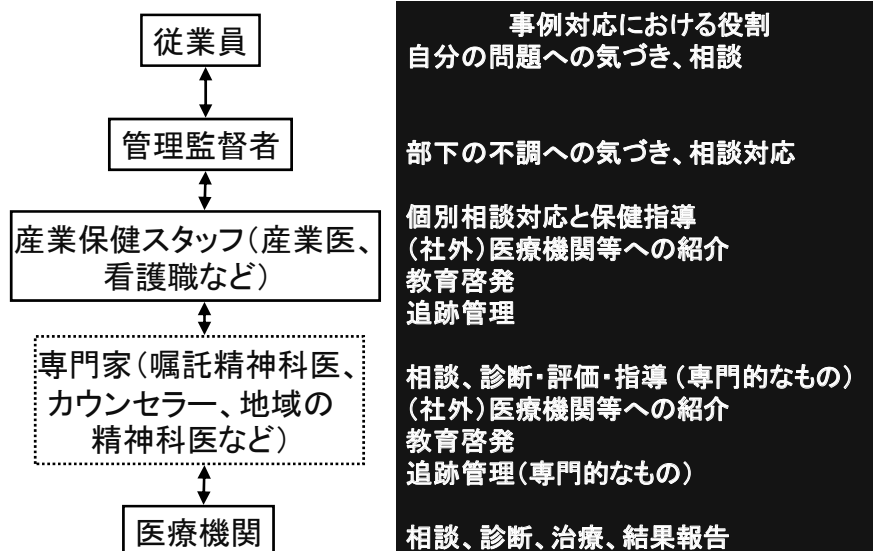 従業員
管理監督者
産業保健スタッフ(産業医、
看護職など)
専門家(嘱託精神科医、
カウンセラー、地域の
精神科医など)
医療機関
事例対応における役割
自分の問題への気づき、相談
部下の不調への気づき、相談対応
個別相談対応と保健指導
(社外)医療機関等への紹介
教育啓発
追跡管理
相談、診断・評価・指導(専門的なもの)
(社外)医療機関等への紹介
教育啓発
追跡管理(専門的なもの)
相談、診断、治療、結果報告